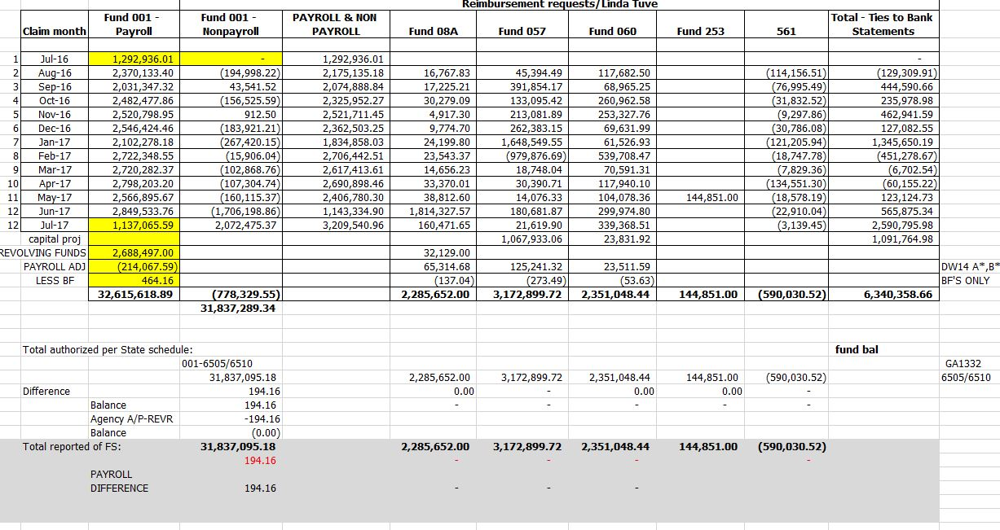 Reimbursement requests/Linda Tuve
Claim month Fund 001 - Payroll Fund 001 - Nonpayroll PAYROLL & NON PAYROLL Fund 08A Fund 057 Fund 060 Fund 253 561 Total - Ties to Bank Statements
1 Jul-16 1,292,936.01 - 1,292,936.01 -
2 Aug-16 2,370,133.40 (194,998.22) 2,175,135.18 16,767.83 45,394.49 117,682.50 (114,156.51) (129,309.91)
3 Sep-16 2,031,347.32 43,541.52 2,074,888.84 17,225.21 391,854.17 68,965.25 (76,995.49) 444,590.66
4 Oct-16 2,482,477.86 (156,525.59) 2,325,952.27 30,279.09 133,095.42 260,962.58 (31,832.52) 235,978.98
5 Nov-16 2,520,798.95 912.50 2,521,711.45 4,917.30 213,081.89 253,327.76 (9,297.86) 462,941.59
6 Dec-16 2,546,424.46 (183,921.21) 2,362,503.25 9,774.70 262,383.15 69,631.99 (30,786.08) 127,082.55
7 Jan-17 2,102,278.18 (267,420.15) 1,834,858.03 24,199.80 1,648,549.55 61,526.93 (121,205.94) 1,345,650.19
8 Feb-17 2,722,348.55 (15,906.04) 2,706,442.51 23,543.37 (979,876.69) 539,708.47 (18,747.78) (451,278.67)
9 Mar-17 2,720,282.37 (102,868.76) 2,617,413.61 14,656.23 18,748.04 70,591.31 (7,829.36) (6,702.54)
10 Apr-17 2,798,203.20 (107,304.74) 2,690,898.46 33,370.01 30,390.71 117,940.10 (134,551.30) (60,155.22)
11 May-17 2,566,895.67 (160,115.37) 2,406,780.30 38,812.60 14,076.33 104,078.36 144,851.00 (18,578.19) 123,124.73
12 Jun-17 2,849,533.76 (1,706,198.86) 1,143,334.90 1,814,327.57 180,681.87 299,974.80 (22,910.04) 565,875.34
12 Jul-17 1,137,065.59 2,072,475.37 3,209,540.96 160,471.65 21,619.90 339,368.51 (3,139.45) 2,590,795.98
capital proj 1,067,933.06 23,831.92 1,091,764.98
REVOLVING FUNDS 2,688,497.00 32,129.00
PAYROLL ADJ (214,067.59) 65,314.68 125,241.32 23,511.59 DW14 A*,B*
LESS BF 464.16 (137.04) (273.49) (53.63) BF'S ONLY
32,615,618.89 (778,329.55) 2,285,652.00 3,172,899.72 2,351,048.44 144,851.00 (590,030.52) 6,340,358.66
31,837,289.34
Total authorized per State schedule: fund bal
001-6505/6510 GA1332
31,837,095.18 2,285,652.00 3,172,899.72 2,351,048.44 144,851.00 (590,030.52) 6505/6510
Difference 194.16 0.00 - 0.00 0.00 -
Balance 194.16 - - - - -
Agency A/P-REVR -194.16
Balance (0.00)
Total reported of FS: 31,837,095.18 2,285,652.00 3,172,899.72 2,351,048.44 144,851.00 (590,030.52)
194.16 - - - -
PAYROLL
DIFFERENCE 194.16 - - -